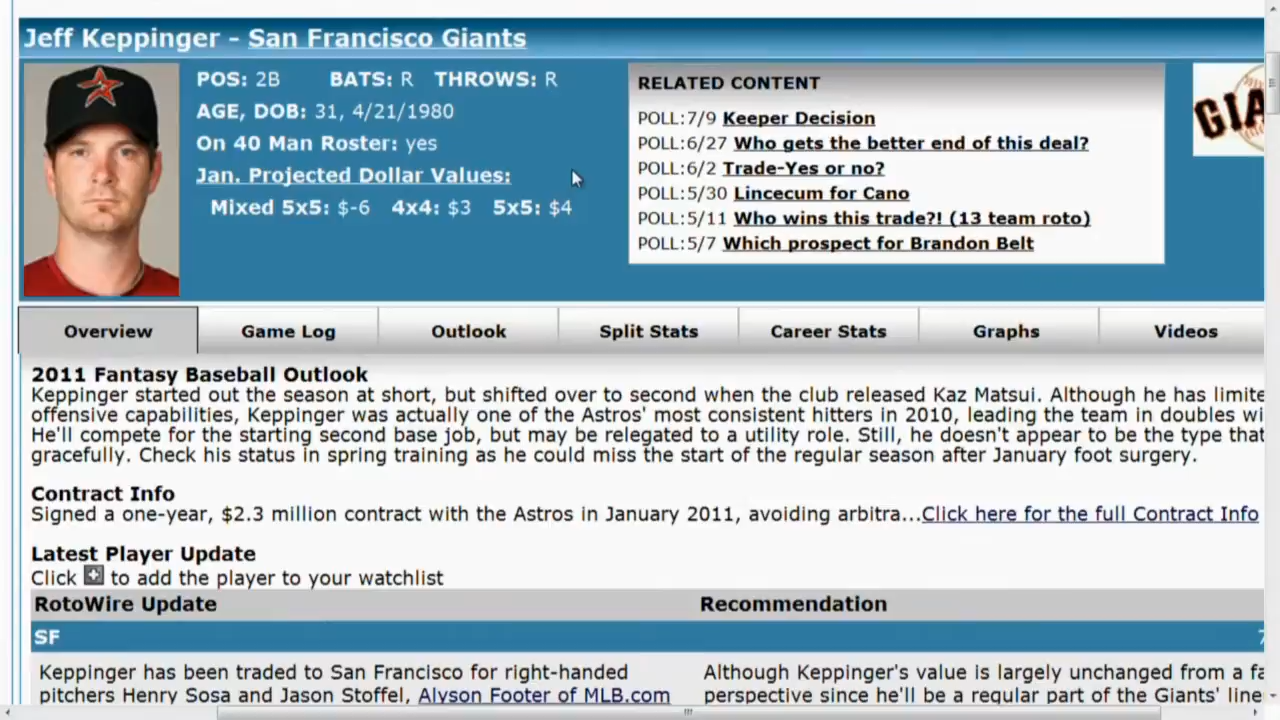 Jeff Keppinger - San Francisco Giants
POS: 2B BATS: R THROWS: R
AGE, DOB: 31, 4/21/1980
On 40 Man Roster: yes
Jan. Projected Dollar Values:
Mixed 5x5: $-6 4x4: $3 5x5: $4
RELATED CONTENT
POLL:7/9 Keeper Decision
POLL:6/27 Who gets the better end of this deal?
POLL:6/2 Trade-Yes or no?
POLL:5/30 Lincecum for Cano
POLL:5/11 Who wins this trade?! (13 team roto)
POLL:5/7 Which prospect for Brandon Belt
GIA
Overview Game Log Outlook Split Stats Career Stats Graphs Videos
2011 Fantasy Baseball Outlook
Keppinger started out the season at short, but shifted over to second when the club released Kaz Matsui. Although he has limite
offensive capabilities, Keppinger was actually one of the Astros' most consistent hitters in 2010, leading the team in doubles wi
He'll compete for the starting second base job, but may be relegated to a utility role. Still, he doesn't appear to be the type that
gracefully. Check his status in spring training as he could miss the start of the regular season after January foot surgery.
Contract Info
Signed a one-year, $2.3 million contract with the Astros in January 2011, avoiding arbitra...Click here for the full Contract Info
Latest Player Update
Click + to add the player to your watchlist
RotoWire Update Recommendation
SF 7
Keppinger has been traded to San Francisco for right-handed
pitchers Henry Sosa and Jason Stoffel, Alyson Footer of MLB.com
Although Keppinger's value is largely unchanged from a fa
perspective since he'll be a regular part of the Giants' line